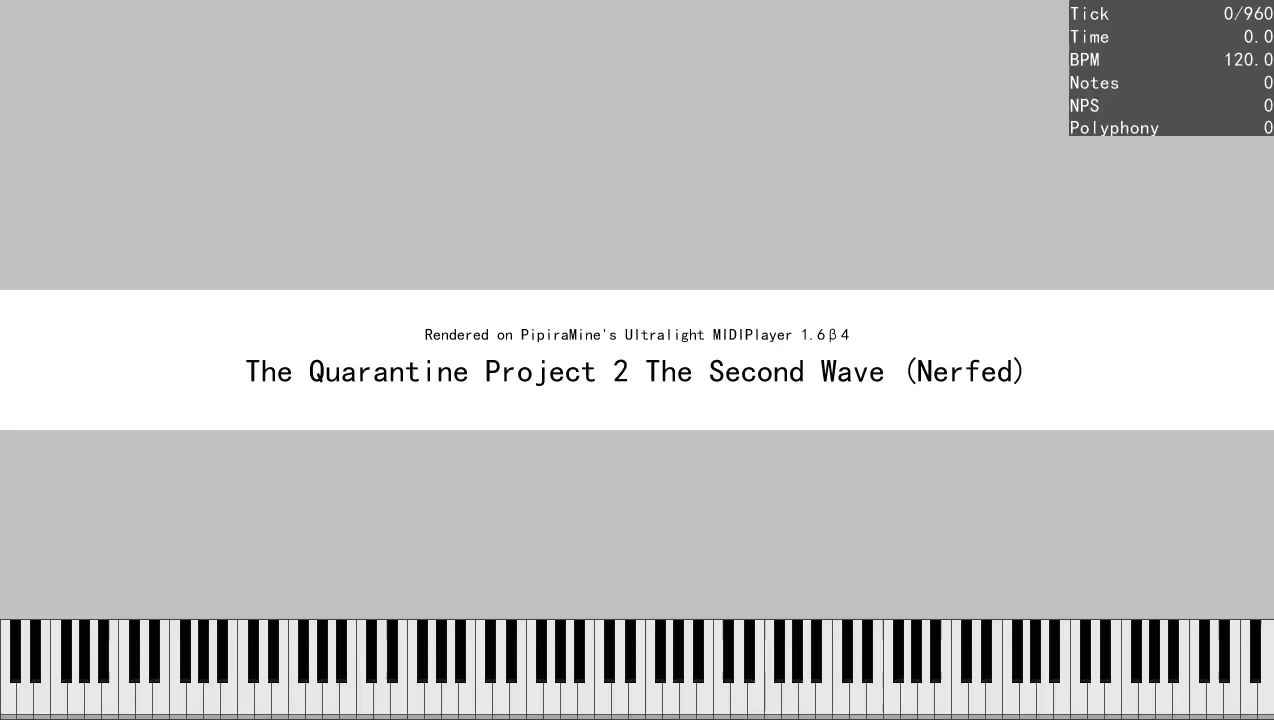 Tick 0/960
Time 0.0
BPM 120.0
Notes 0
NPS 0
Polyphony 0
Rendered on PipiraMine's Ultralight MIDIPlayer 1.6β4
The Quarantine Project 2 The Second Wave (Nerfed)